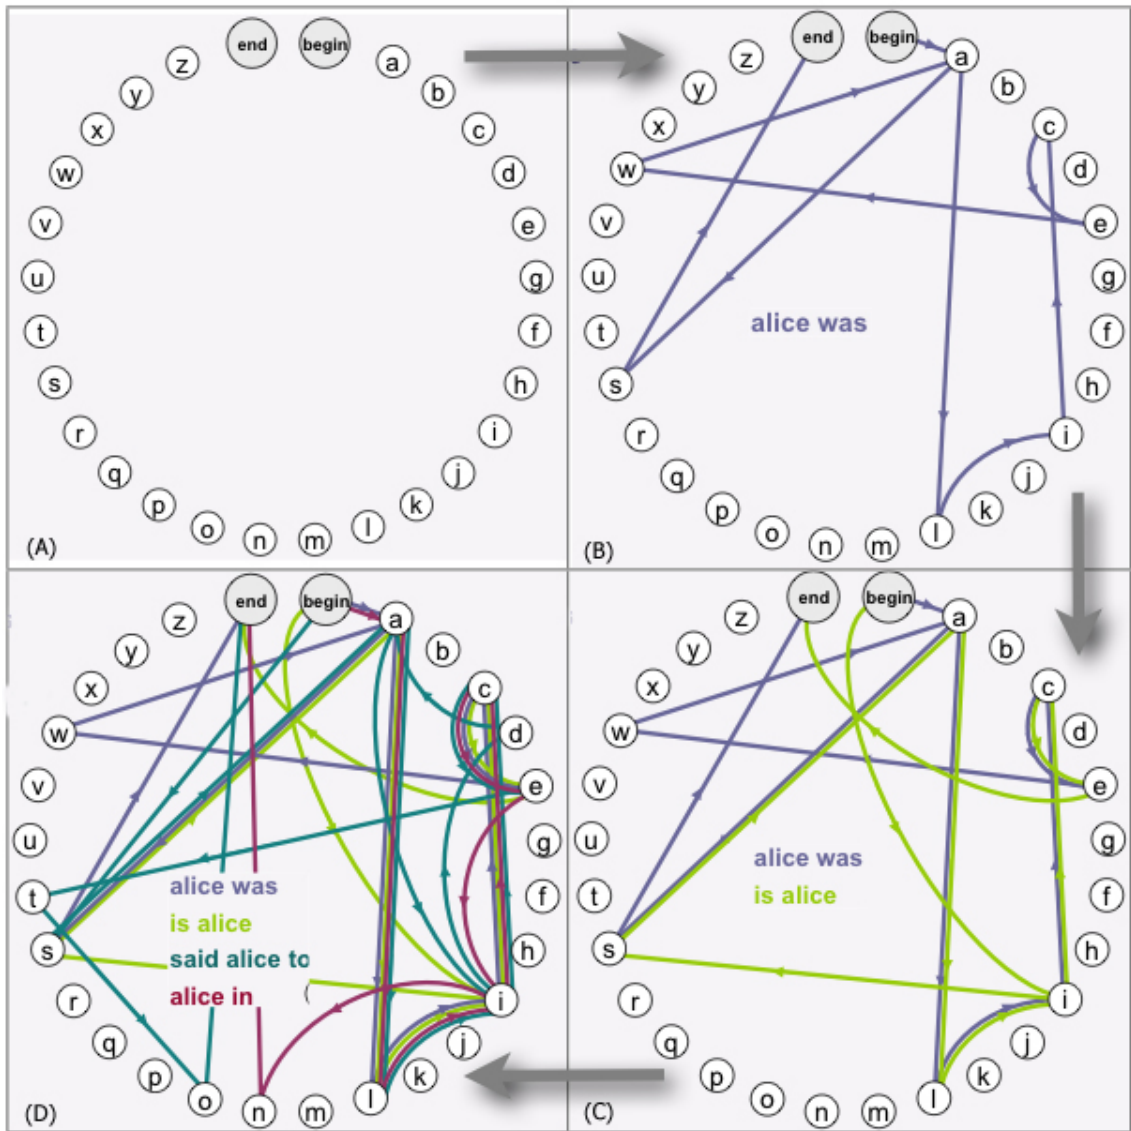 end
begin
a
b
c
d
e
g
f
h
i
j
k
l
m
n
o
p
q
r
s
t
u
v
w
x
y
z
(A)
end
begin
a
b
c
d
e
g
f
h
i
j
k
l
m
n
o
p
q
r
s
t
u
v
w
x
y
z
alice was
(B)
end
begin
a
b
c
d
e
g
f
h
i
j
k
l
m
n
o
p
q
r
s
t
u
v
w
x
y
z
alice was
is alice
said alice to
alice in
(D)
end
begin
a
b
c
d
e
g
f
h
i
j
k
l
m
n
o
p
q
r
s
t
u
v
w
x
y
z
alice was
is alice
(C)